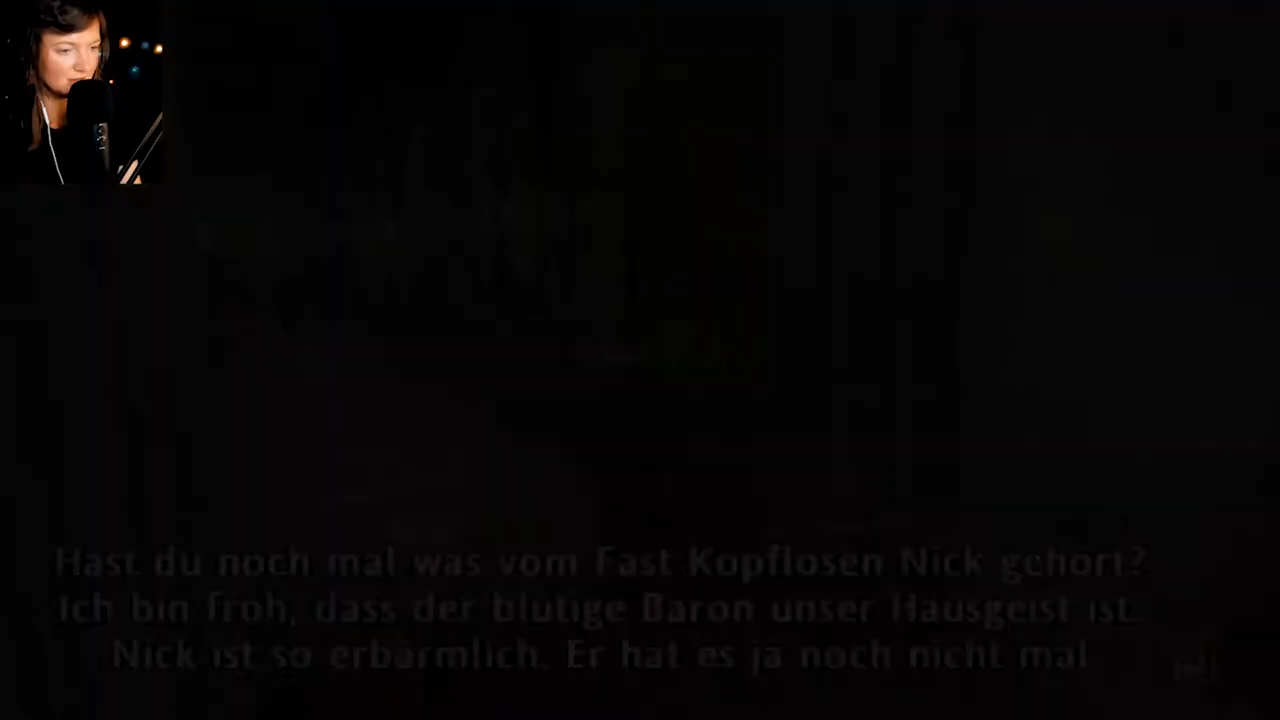 Hast du noch mal was vom Fast Kopflosen Nick gehört?
Ich bin froh, dass der blutige Baron unser Hausgeist ist.
Nick ist so erbärmlich. Er hat es ja noch nicht mal